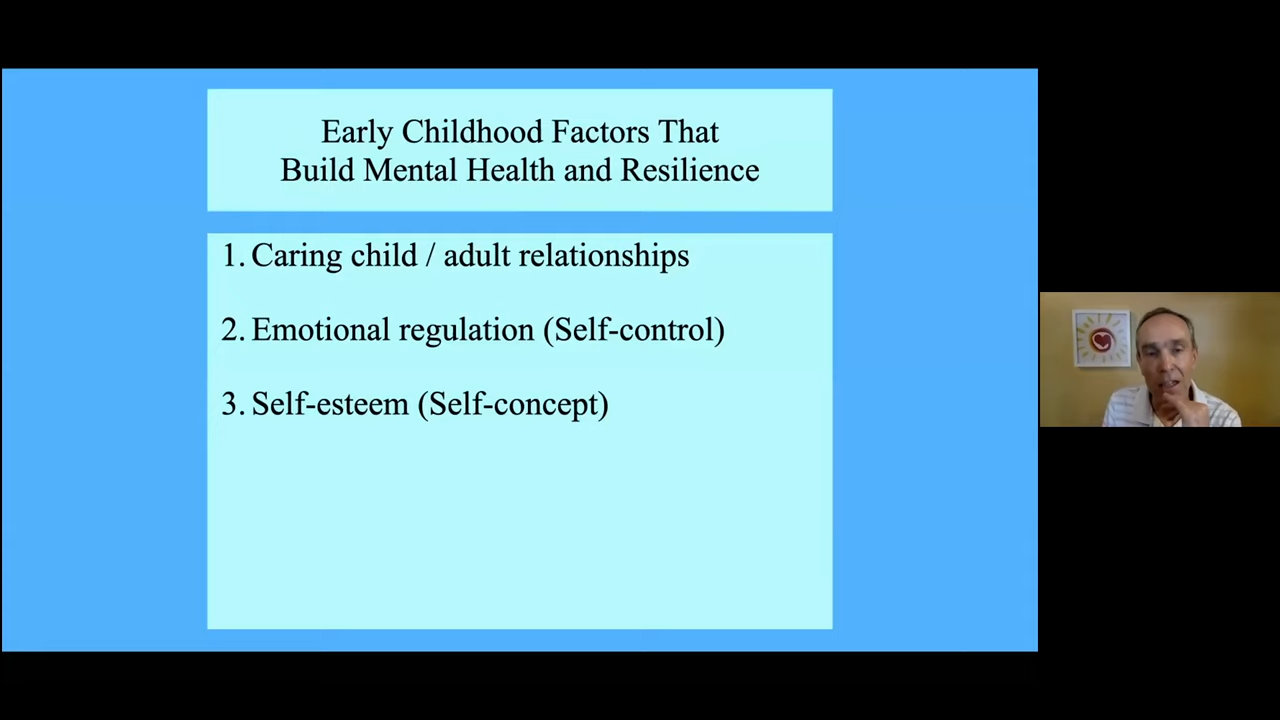 Early Childhood Factors That
Build Mental Health and Resilience
1. Caring child / adult relationships
2. Emotional regulation (Self-control)
3. Self-esteem (Self-concept)